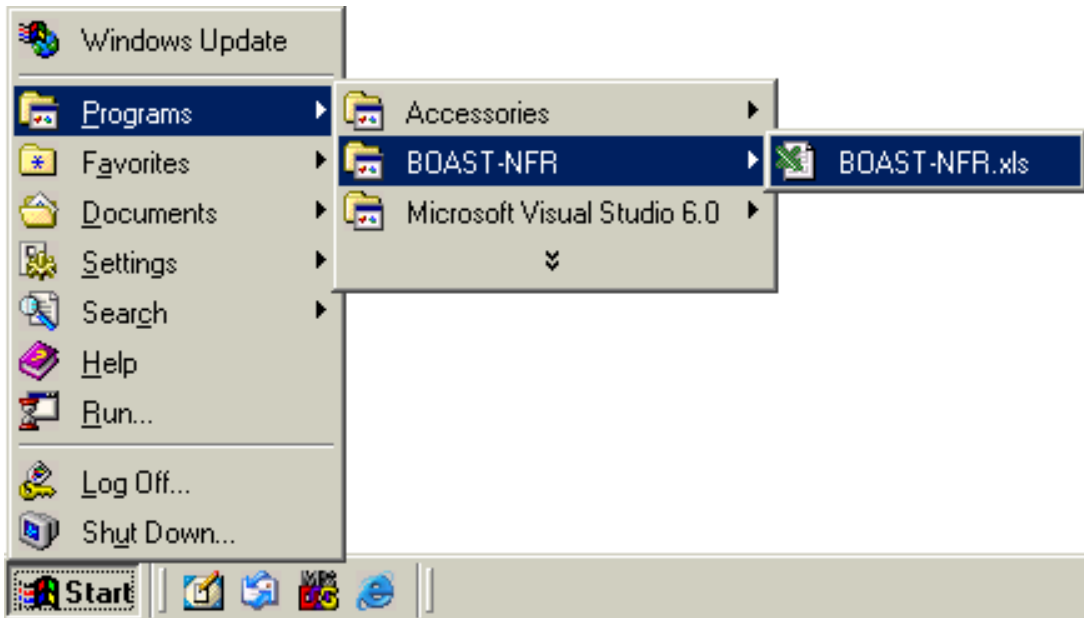 Windows Update
Programs
Accessories
Favorites
BOAST-NFR
BOAST-NFR.xls
Documents
Microsoft Visual Studio 6.0
Settings
Search
Help
Run...
Log Off...
Shut Down...
Start